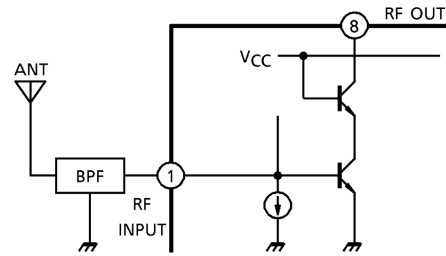 8 RF OUT
VCC
ANT
BPF
1
RF
INPUT